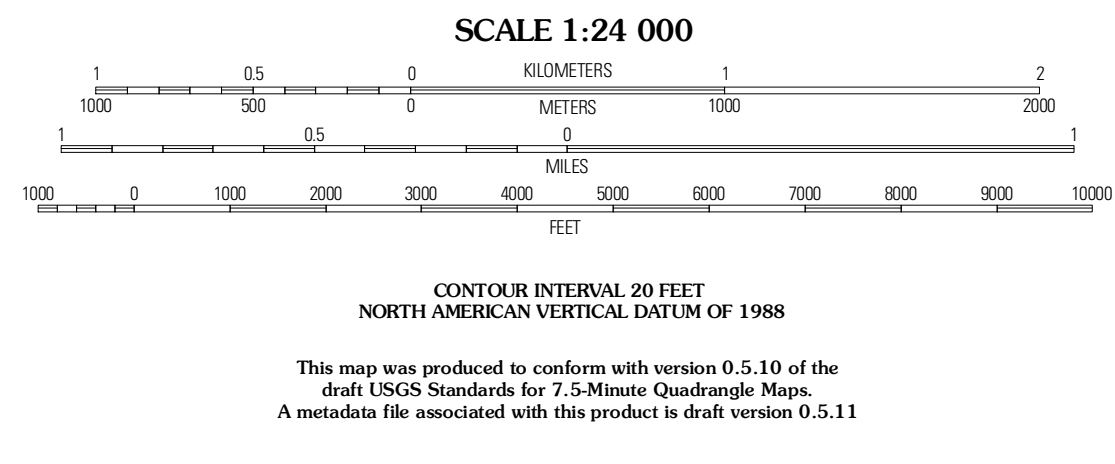 SCALE 1:24 000
1 0.5 0 KILOMETERS 1 2
1000 500 0 METERS 1000 2000
1 0.5 0 1
MILES
1000 0 1000 2000 3000 4000 5000 6000 7000 8000 9000 10000
FEET
CONTOUR INTERVAL 20 FEET
NORTH AMERICAN VERTICAL DATUM OF 1988
This map was produced to conform with version 0.5.10 of the
draft USGS Standards for 7.5-Minute Quadrangle Maps.
A metadata file associated with this product is draft version 0.5.11